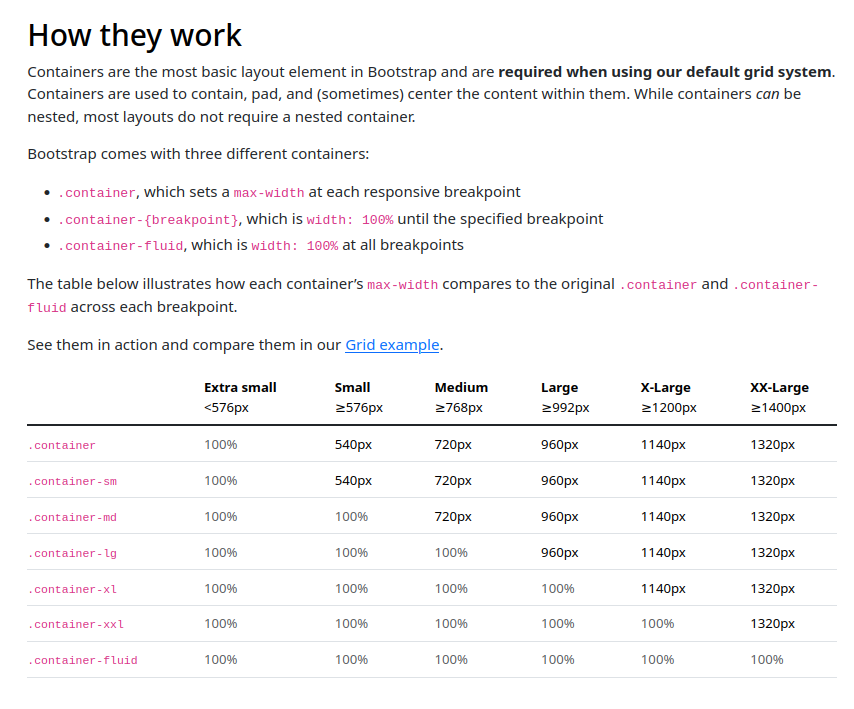 How they work
Containers are the most basic layout element in Bootstrap and are required when using our default grid system.
Containers are used to contain, pad, and (sometimes) center the content within them. While containers can be
nested, most layouts do not require a nested container.
Bootstrap comes with three different containers:
• .container, which sets a max-width at each responsive breakpoint
• .container-{breakpoint}, which is width: 100% until the specified breakpoint
• .container-fluid, which is width: 100% at all breakpoints
The table below illustrates how each container’s max-width compares to the original .container and .container-
fluid across each breakpoint.
See them in action and compare them in our Grid example.
Extra small Small Medium Large X-Large XX-Large
<576px ≥576px ≥768px ≥992px ≥1200px ≥1400px
.container 100% 540px 720px 960px 1140px 1320px
.container-sm 100% 540px 720px 960px 1140px 1320px
.container-md 100% 100% 720px 960px 1140px 1320px
.container-lg 100% 100% 100% 960px 1140px 1320px
.container-xl 100% 100% 100% 100% 1140px 1320px
.container-xxl 100% 100% 100% 100% 100% 1320px
.container-fluid 100% 100% 100% 100% 100% 100%